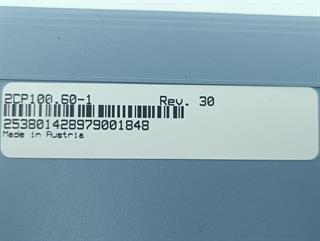 2CP100.60-1 Rev. 30
253801428979001848
Made in Austria